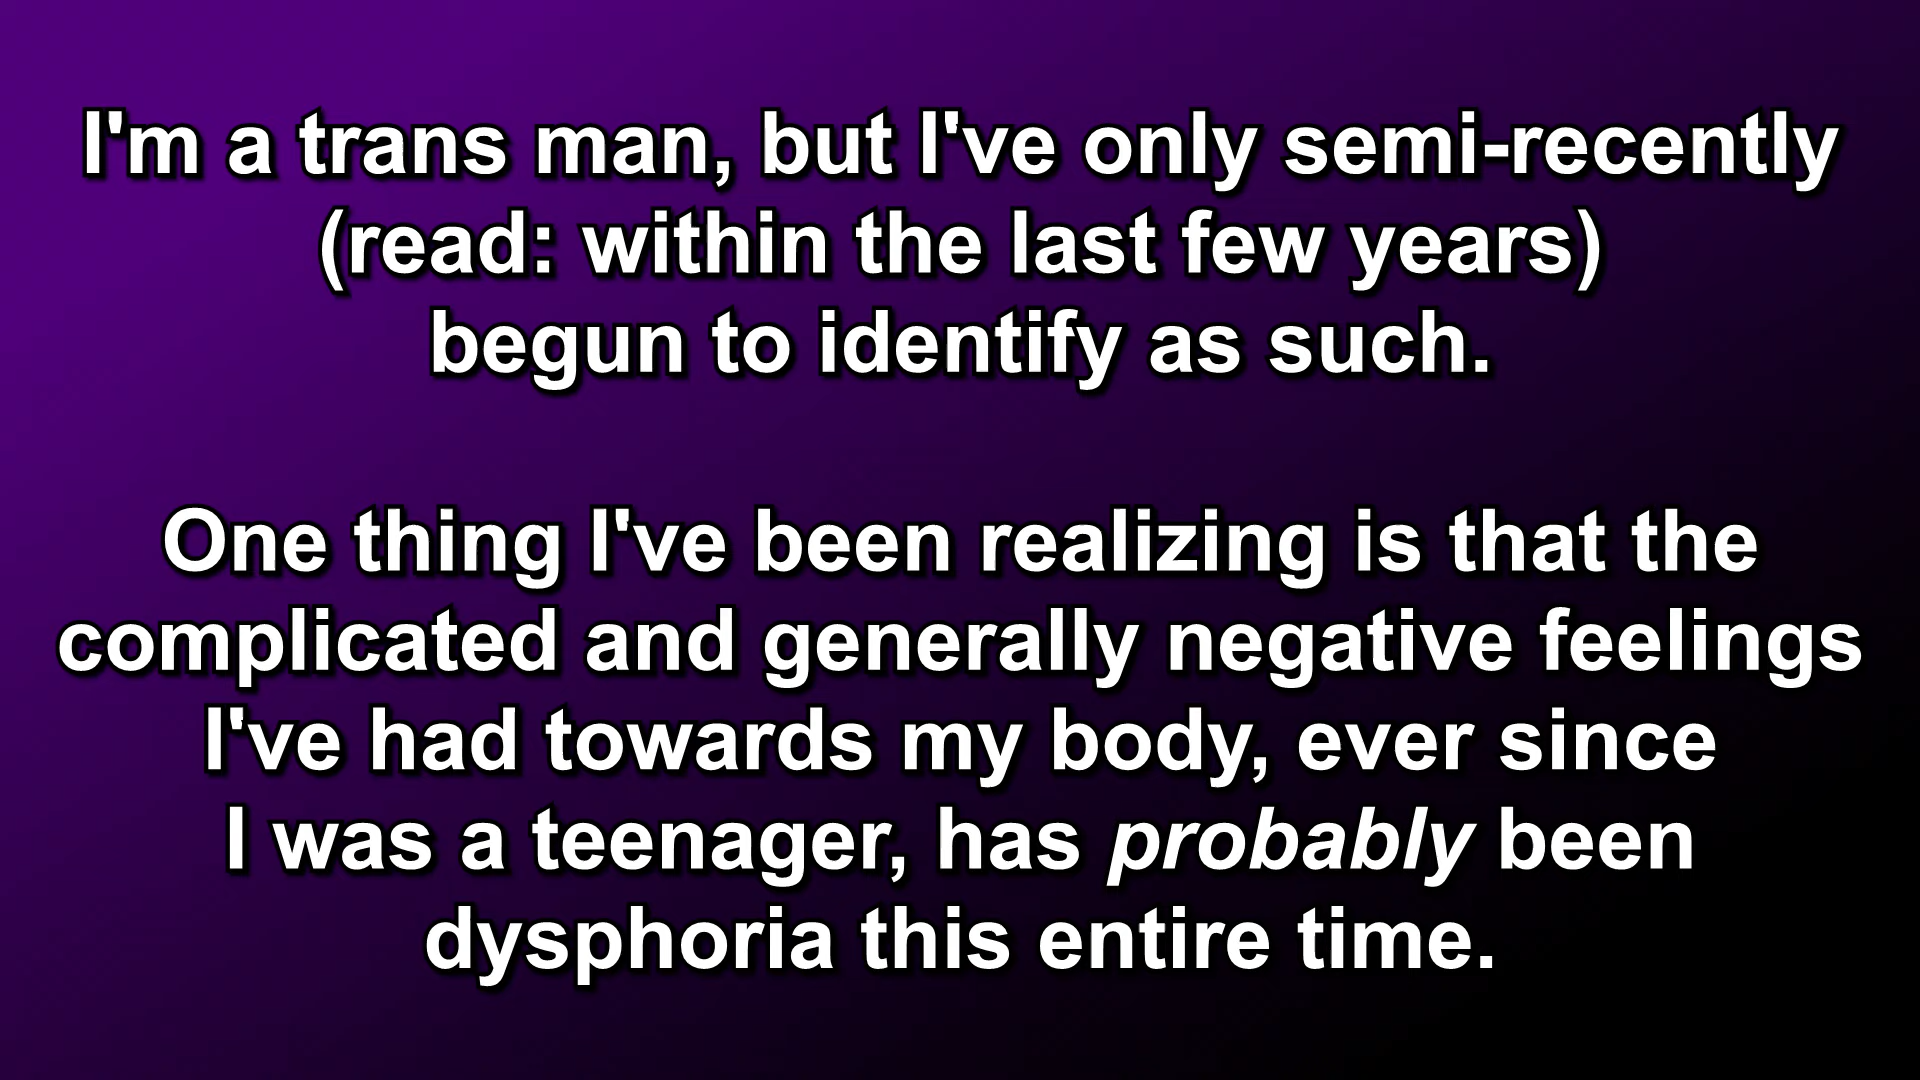 I'm a trans man, but I've only semi-recently
(read: within the last few years)
begun to identify as such.
One thing I've been realizing is that the
complicated and generally negative feelings
I've had towards my body, ever since
I was a teenager, has probably been
dysphoria this entire time.